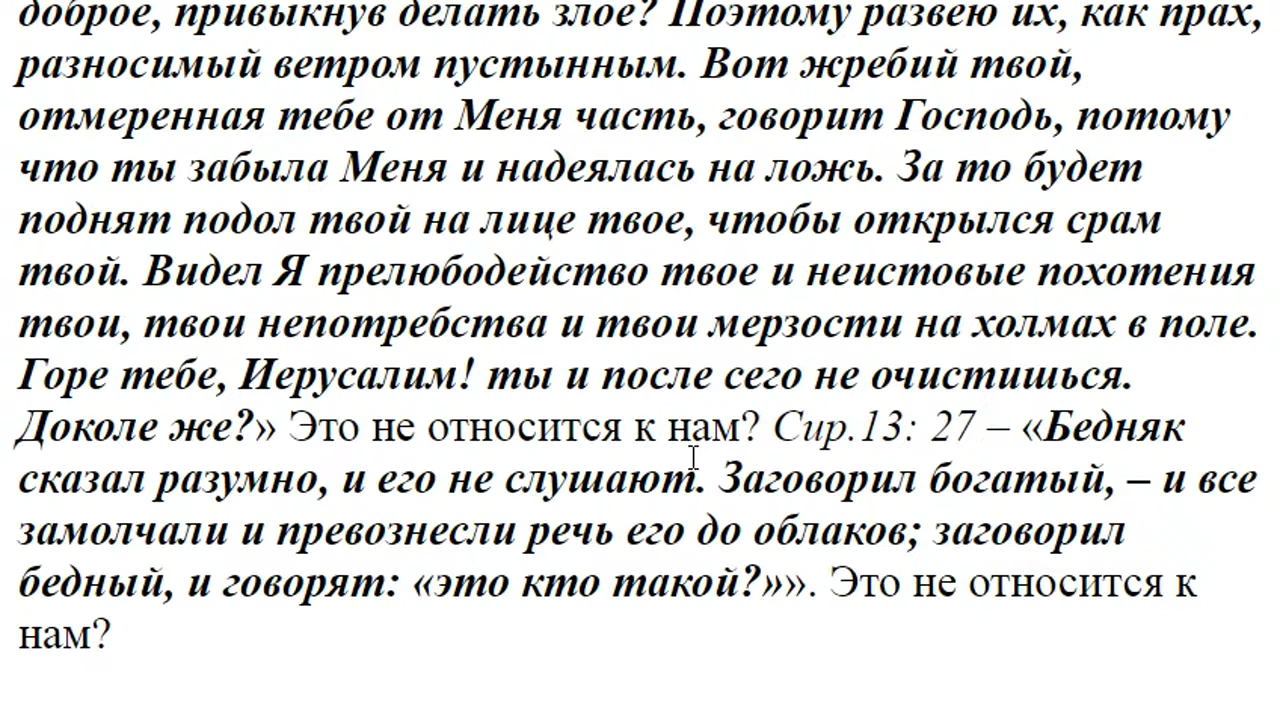 доброе, привыкнув делать злое? Поэтому развею их, как прах,
разносимый ветром пустынным. Вот жребий твой,
отмеренная тебе от Меня часть, говорит Господь, потому
что ты забыла Меня и надеялась на ложь. За то будет
поднят подол твой на лице твое, чтобы открылся срам
твой. Видел Я прелюбодейство твое и неистовые похотения
твои, твои непотребства и твои мерзости на холмах в поле.
Горе тебе, Иерусалим! ты и после сего не очистишься.
Доколе же?» Это не относится к нам? Сир.13: 27 – «Бедняк
сказал разумно, и его не слушают. Заговорил богатый, – и все
замолчали и превознесли речь его до облаков; заговорил
бедный, и говорят: «это кто такой?»». Это не относится к
нам?